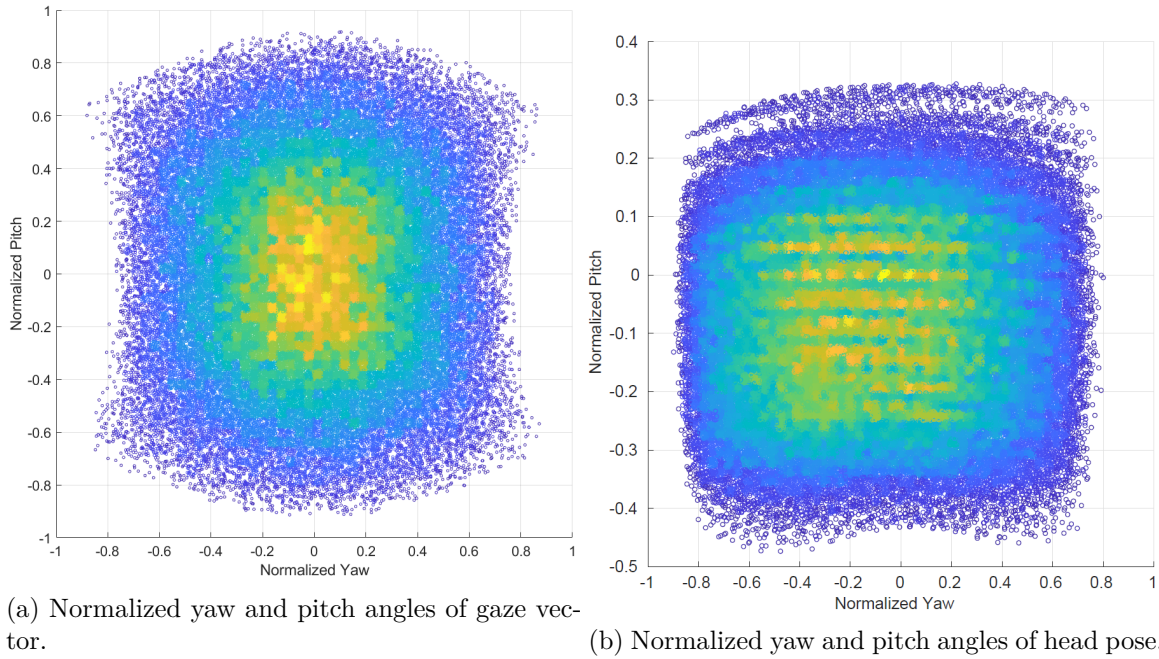 1
0.8
0.6
0.4
0.2
0
-0.2
-0.4
-0.6
-0.8
-1
Normalized Pitch
-1 -0.8 -0.6 -0.4 -0.2 0 0.2 0.4 0.6 0.8 1
Normalized Yaw
(a) Normalized yaw and pitch angles of gaze vec-
tor.
0.4
0.3
0.2
0.1
0
-0.1
-0.2
-0.3
-0.4
-0.5
Normalized Pitch
-1 -0.8 -0.6 -0.4 -0.2 0 0.2 0.4 0.6 0.8 1
Normalized Yaw
(b) Normalized yaw and pitch angles of head pose.